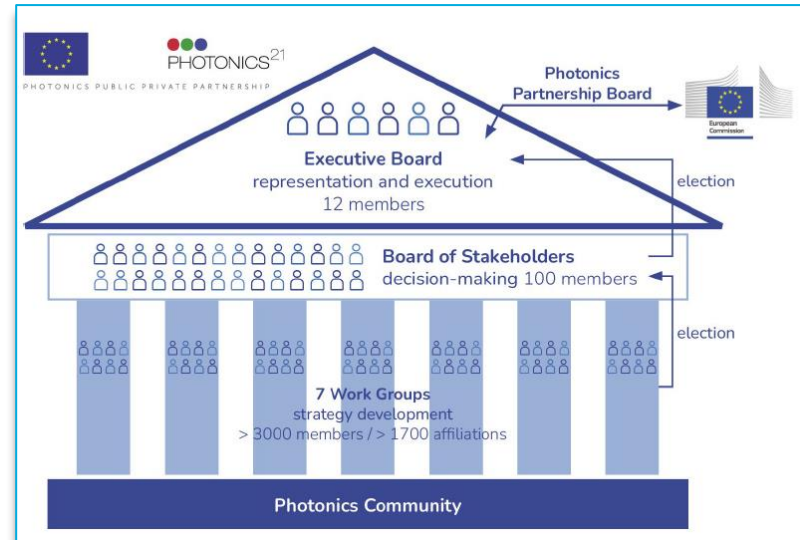 PHOTONICS21
PHOTONICS PUBLIC PRIVATE PARTNERSHIP
Photonics
Partnership Board
European
Commission
Executive Board
representation and execution
12 members
election
Board of Stakeholders
decision-making 100 members
election
7 Work Groups
strategy development
> 3000 members / > 1700 affiliations
Photonics Community